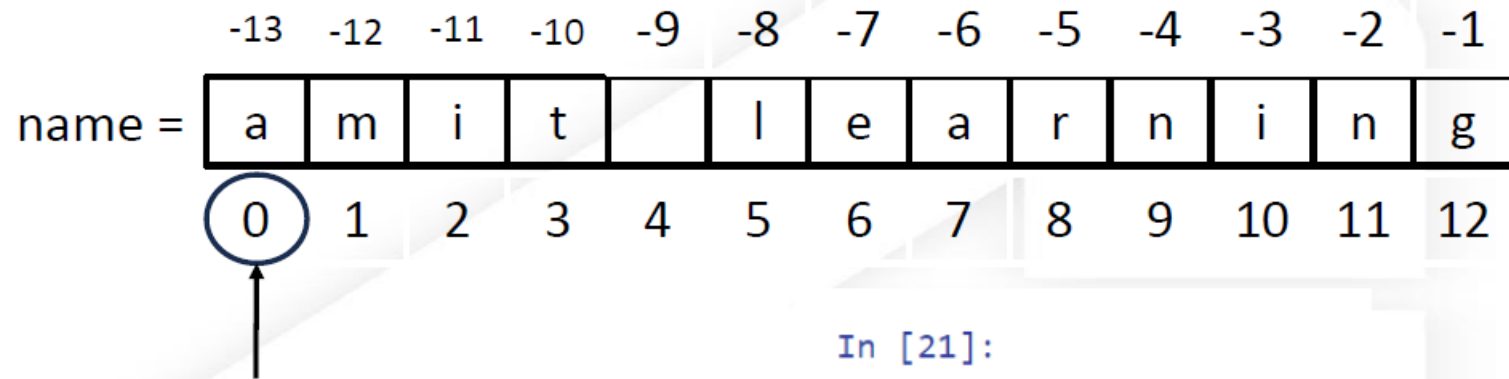 -13 -12 -11 -10 -9 -8 -7 -6 -5 -4 -3 -2 -1
name = a m i t l e a r n i n g
0 1 2 3 4 5 6 7 8 9 10 11 12
In [21]: